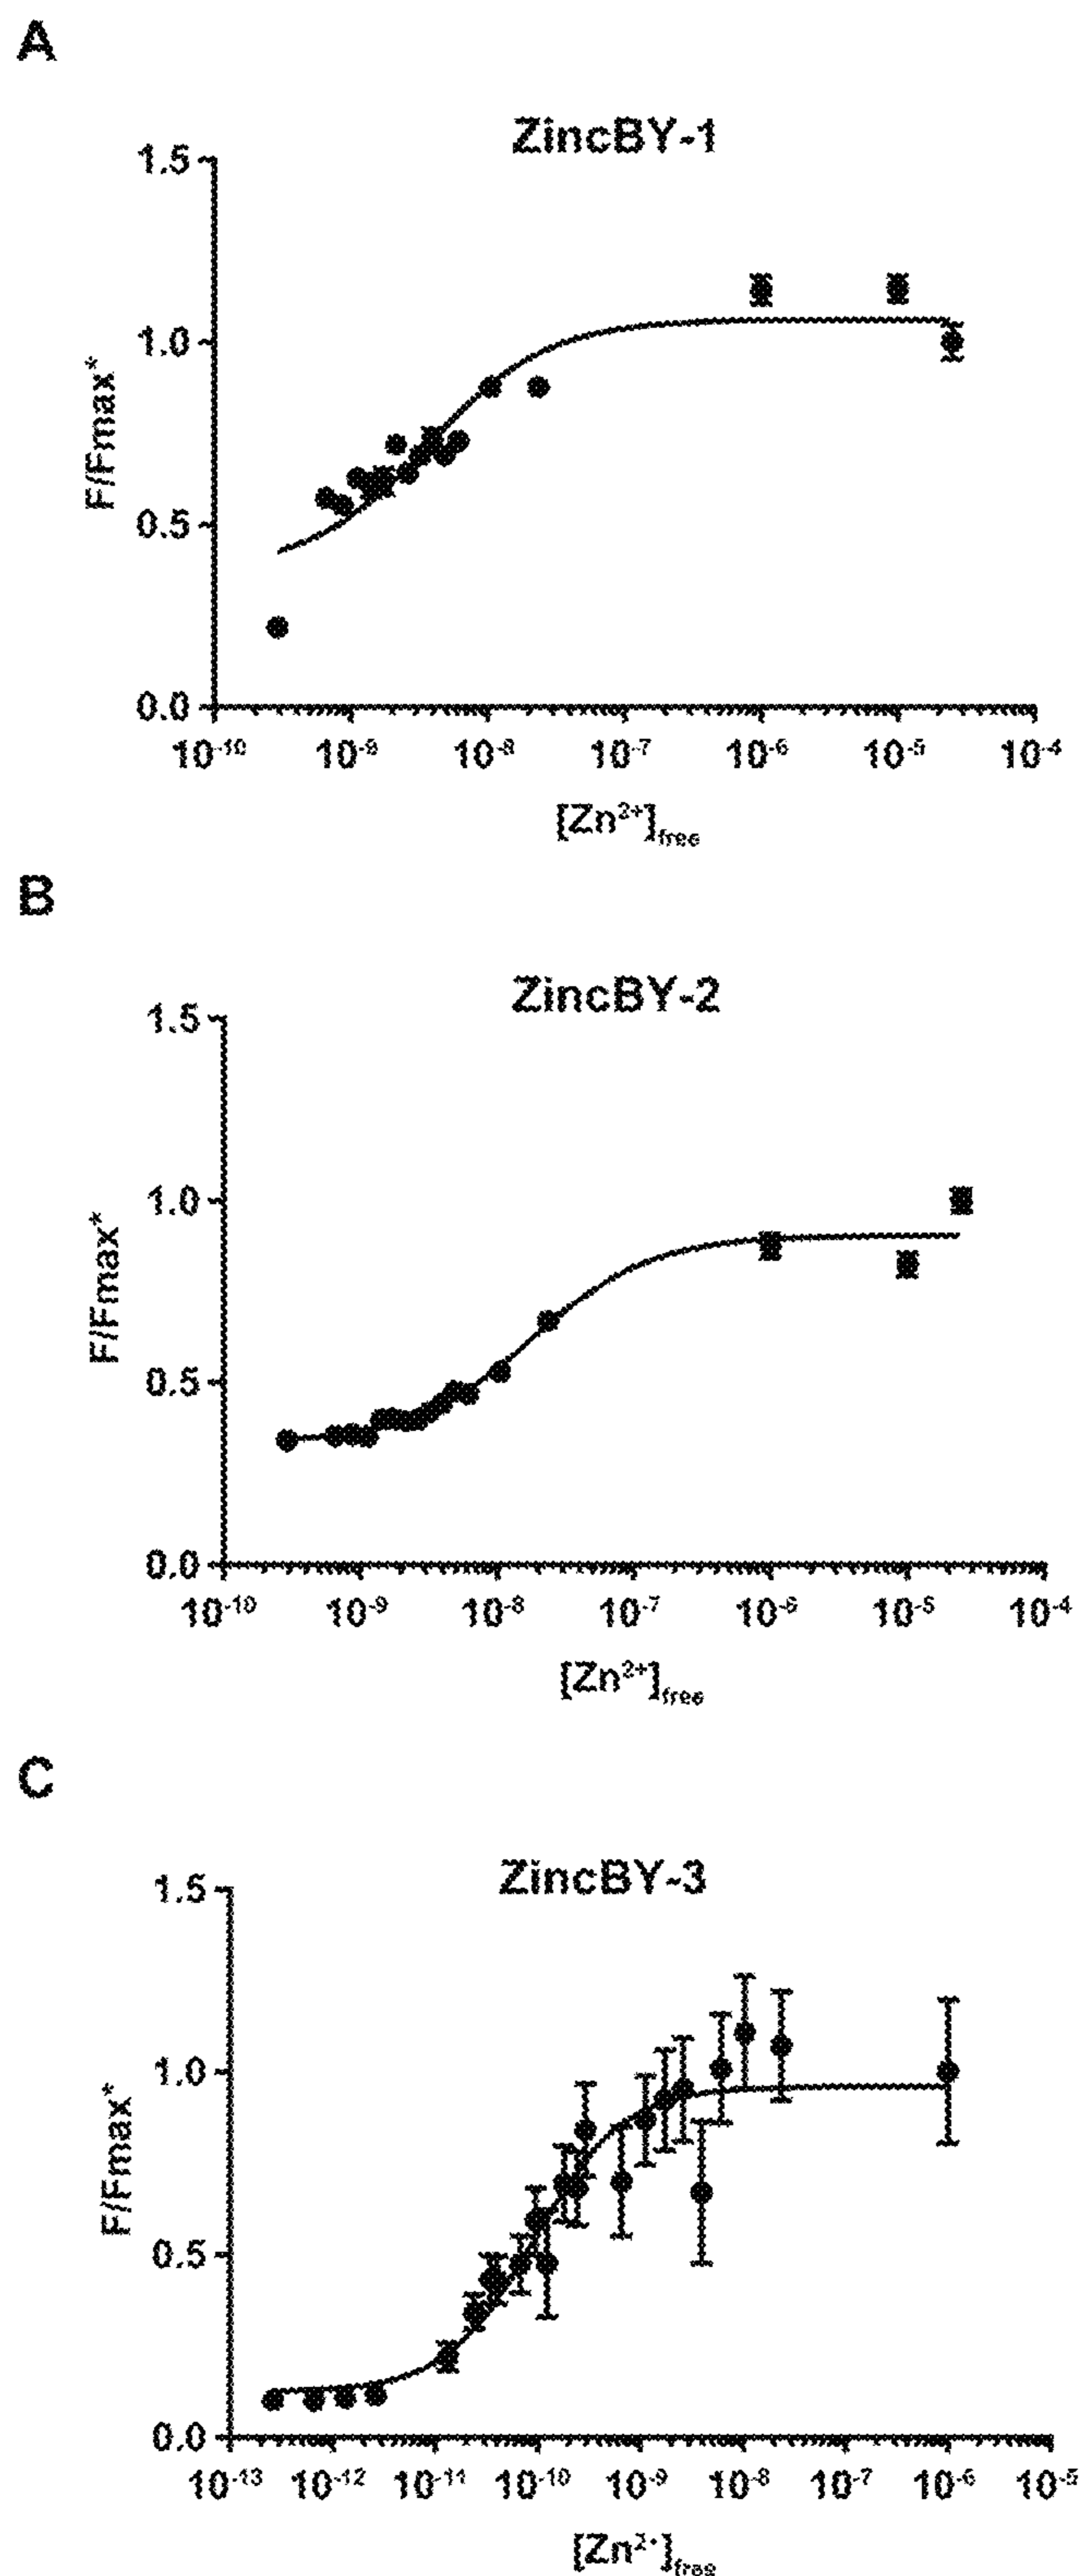 A
ZincBY-1
1.5
1.0
0.5
0.0
F/Fmax*
10⁻¹⁰ 10⁻⁹ 10⁻⁸ 10⁻⁷ 10⁻⁶ 10⁻⁵ 10⁻⁴
[Zn²⁺]free
B
ZincBY-2
1.5
1.0
0.5
0.0
F/Fmax*
10⁻¹⁰ 10⁻⁹ 10⁻⁸ 10⁻⁷ 10⁻⁶ 10⁻⁵ 10⁻⁴
[Zn²⁺]free
C
ZincBY-3
1.5
1.0
0.5
0.0
F/Fmax*
10⁻¹³ 10⁻¹² 10⁻¹¹ 10⁻¹⁰ 10⁻⁹ 10⁻⁸ 10⁻⁷ 10⁻⁶ 10⁻⁵
[Zn²⁺]free